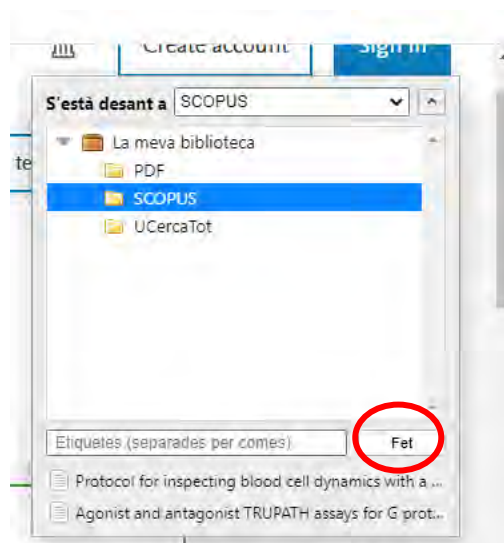 Create account
Sign in
S'està desant a SCOPUS
La meva biblioteca
te
PDF
SCOPUS
UCercaTot
Etiquetes (separades per comes)
Fet
Protocol for inspecting blood cell dynamics with a ...
Agonist and antagonist TRUPATH assays for G prot...